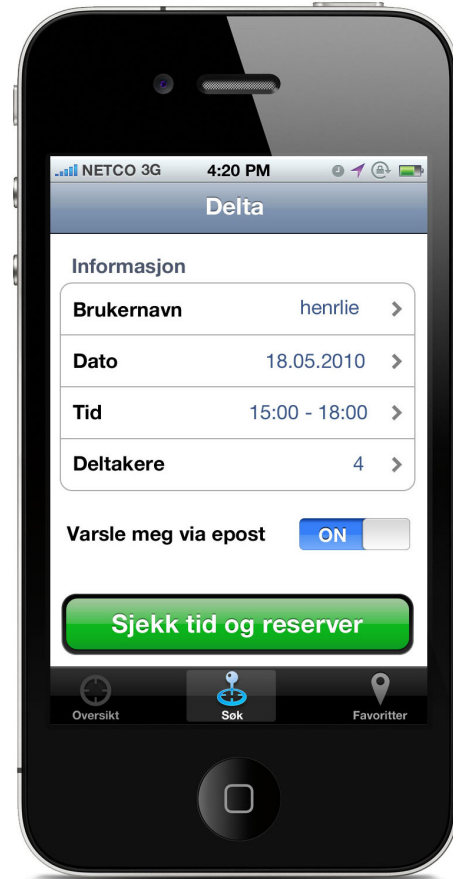 NETCO 3G 4:20 PM
Delta
Informasjon
Brukernavn henrlie
Dato 18.05.2010
Tid 15:00 - 18:00
Deltakere 4
Varsle meg via epost ON
Sjekk tid og reserver
Oversikt Søk Favoritter